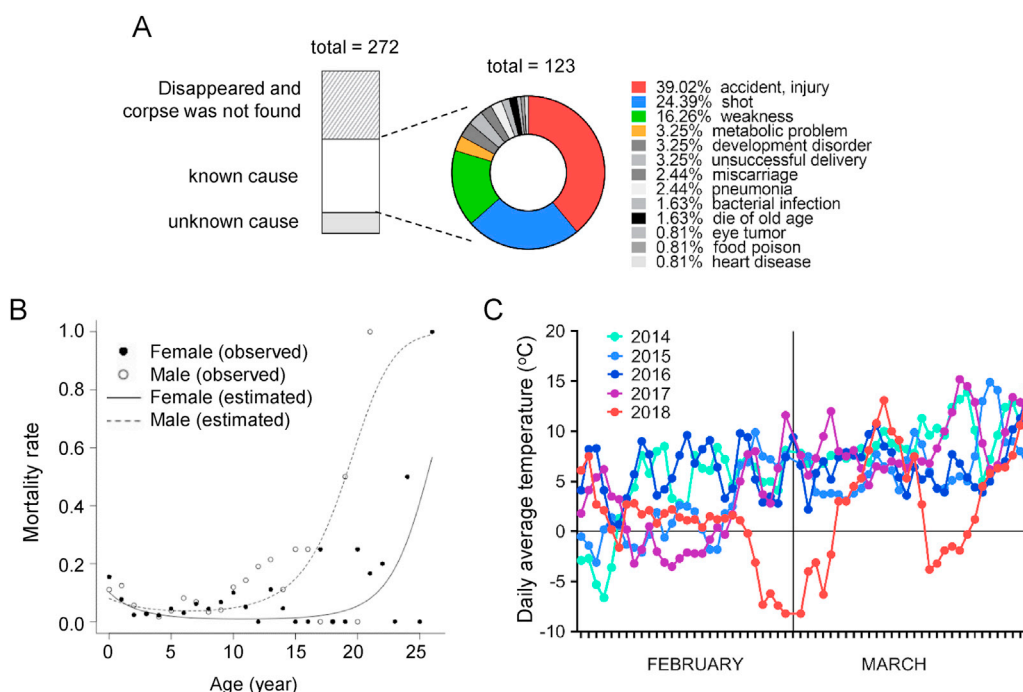 A
total = 272
Disappeared and
corpse was not found
known cause
unknown cause
total = 123
39.02% accident, injury
24.39% shot
16.26% weakness
3.25% metabolic problem
3.25% development disorder
3.25% unsuccessful delivery
2.44% miscarriage
2.44% pneumonia
1.63% bacterial infection
1.63% die of old age
0.81% eye tumor
0.81% food poison
0.81% heart disease
B
Mortality rate
1.0
0.8
0.6
0.4
0.2
0.0
Female (observed)
Male (observed)
Female (estimated)
Male (estimated)
0 5 10 15 20 25
Age (year)
C
Daily average temperature (ºC)
20
15
10
5
0
-5
-10
2014
2015
2016
2017
2018
FEBRUARY MARCH